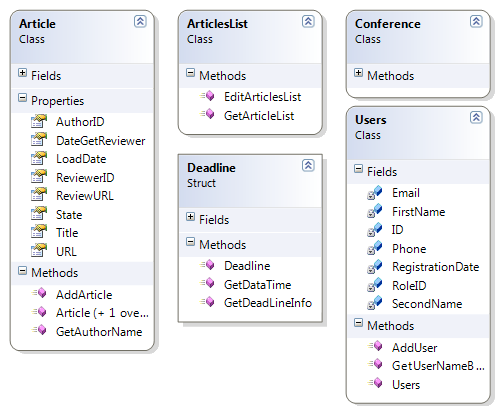 Article
Class
Fields
Properties
AuthorID
DateGetReviewer
LoadDate
ReviewerID
ReviewURL
State
Title
URL
Methods
AddArticle
Article (+ 1 ove...
GetAuthorName
ArticlesList
Class
Methods
EditArticlesList
GetArticleList
Deadline
Struct
Fields
Methods
Deadline
GetDataTime
GetDeadLineInfo
Conference
Class
Methods
Users
Class
Fields
Email
FirstName
ID
Phone
RegistrationDate
RoleID
SecondName
Methods
AddUser
GetUserNameB...
Users